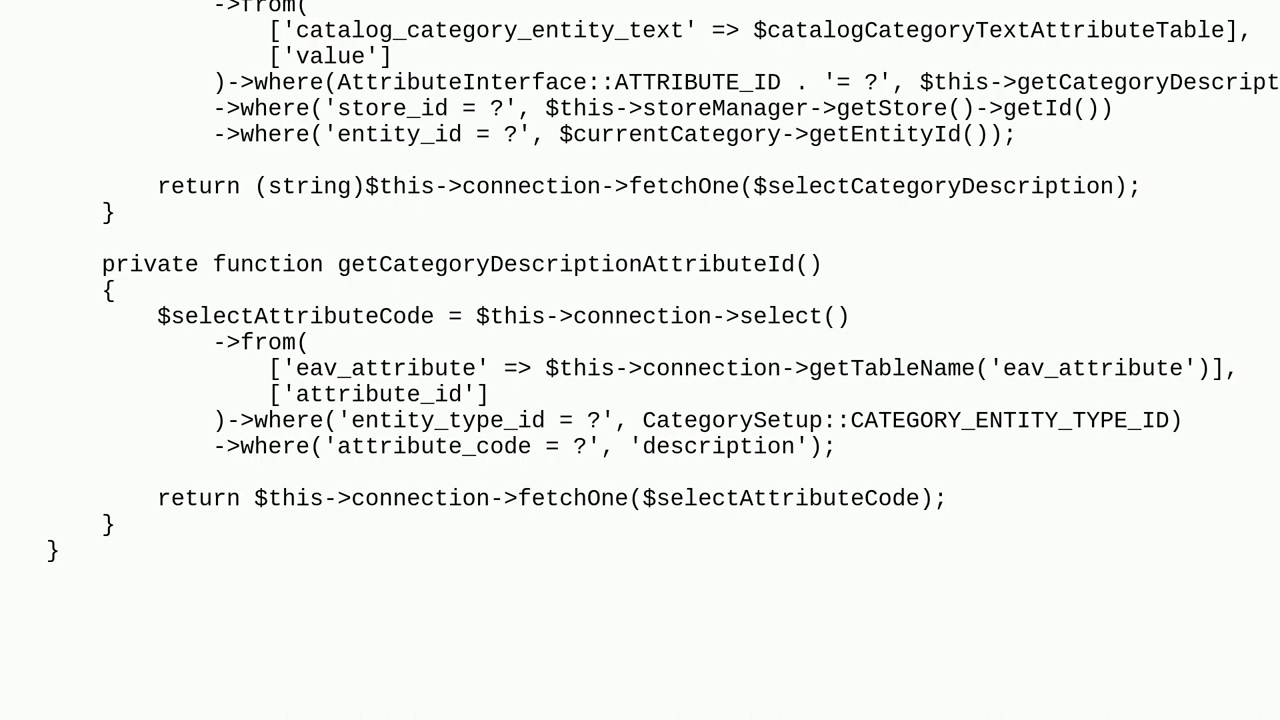 ->from(
['catalog_category_entity_text' => $catalogCategoryTextAttributeTable],
['value']
)->where(AttributeInterface::ATTRIBUTE_ID . '= ?', $this->getCategoryDescript
->where('store_id = ?', $this->storeManager->getStore()->getId())
->where('entity_id = ?', $currentCategory->getEntityId());
return (string)$this->connection->fetchOne($selectCategoryDescription);
}
private function getCategoryDescriptionAttributeId()
{
$selectAttributeCode = $this->connection->select()
->from(
['eav_attribute' => $this->connection->getTableName('eav_attribute')],
['attribute_id']
)->where('entity_type_id = ?', CategorySetup::CATEGORY_ENTITY_TYPE_ID)
->where('attribute_code = ?', 'description');
return $this->connection->fetchOne($selectAttributeCode);
}
}